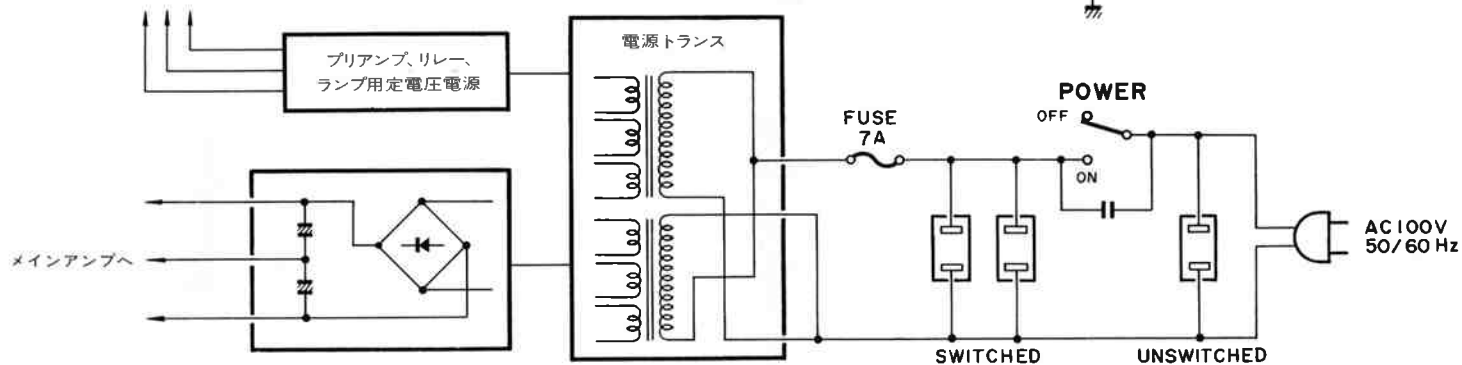 プリアンプ、リレー、
ランプ用定電圧電源
電源トランス
FUSE
7A
POWER
OFF
ON
メインアンプへ
AC100V
50/60Hz
SWITCHED
UNSWITCHED